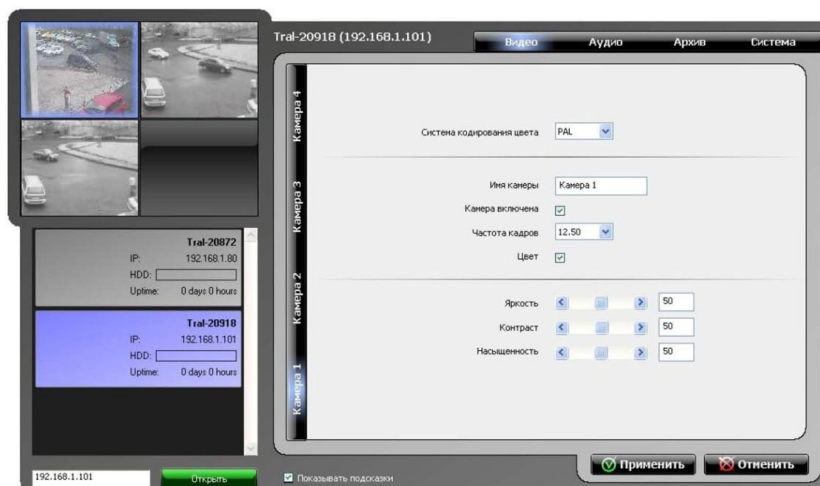 Tral-20918 (192.168.1.101)
Видео Аудио Архив Система
Камера 4
Камера 3
Камера 2
Камера 1
Система кодирования цвета PAL
Имя камеры Камера 1
Камера включена
Частота кадров 12.50
Цвет
Яркость 50
Контраст 50
Насыщенность 50
Tral-20872
IP: 192.168.1.80
HDD:
Uptime: 0 days 0 hours
Tral-20918
IP: 192.168.1.101
HDD:
Uptime: 0 days 0 hours
192.168.1.101 Открыть
Показывать подсказки
Применить Отменить